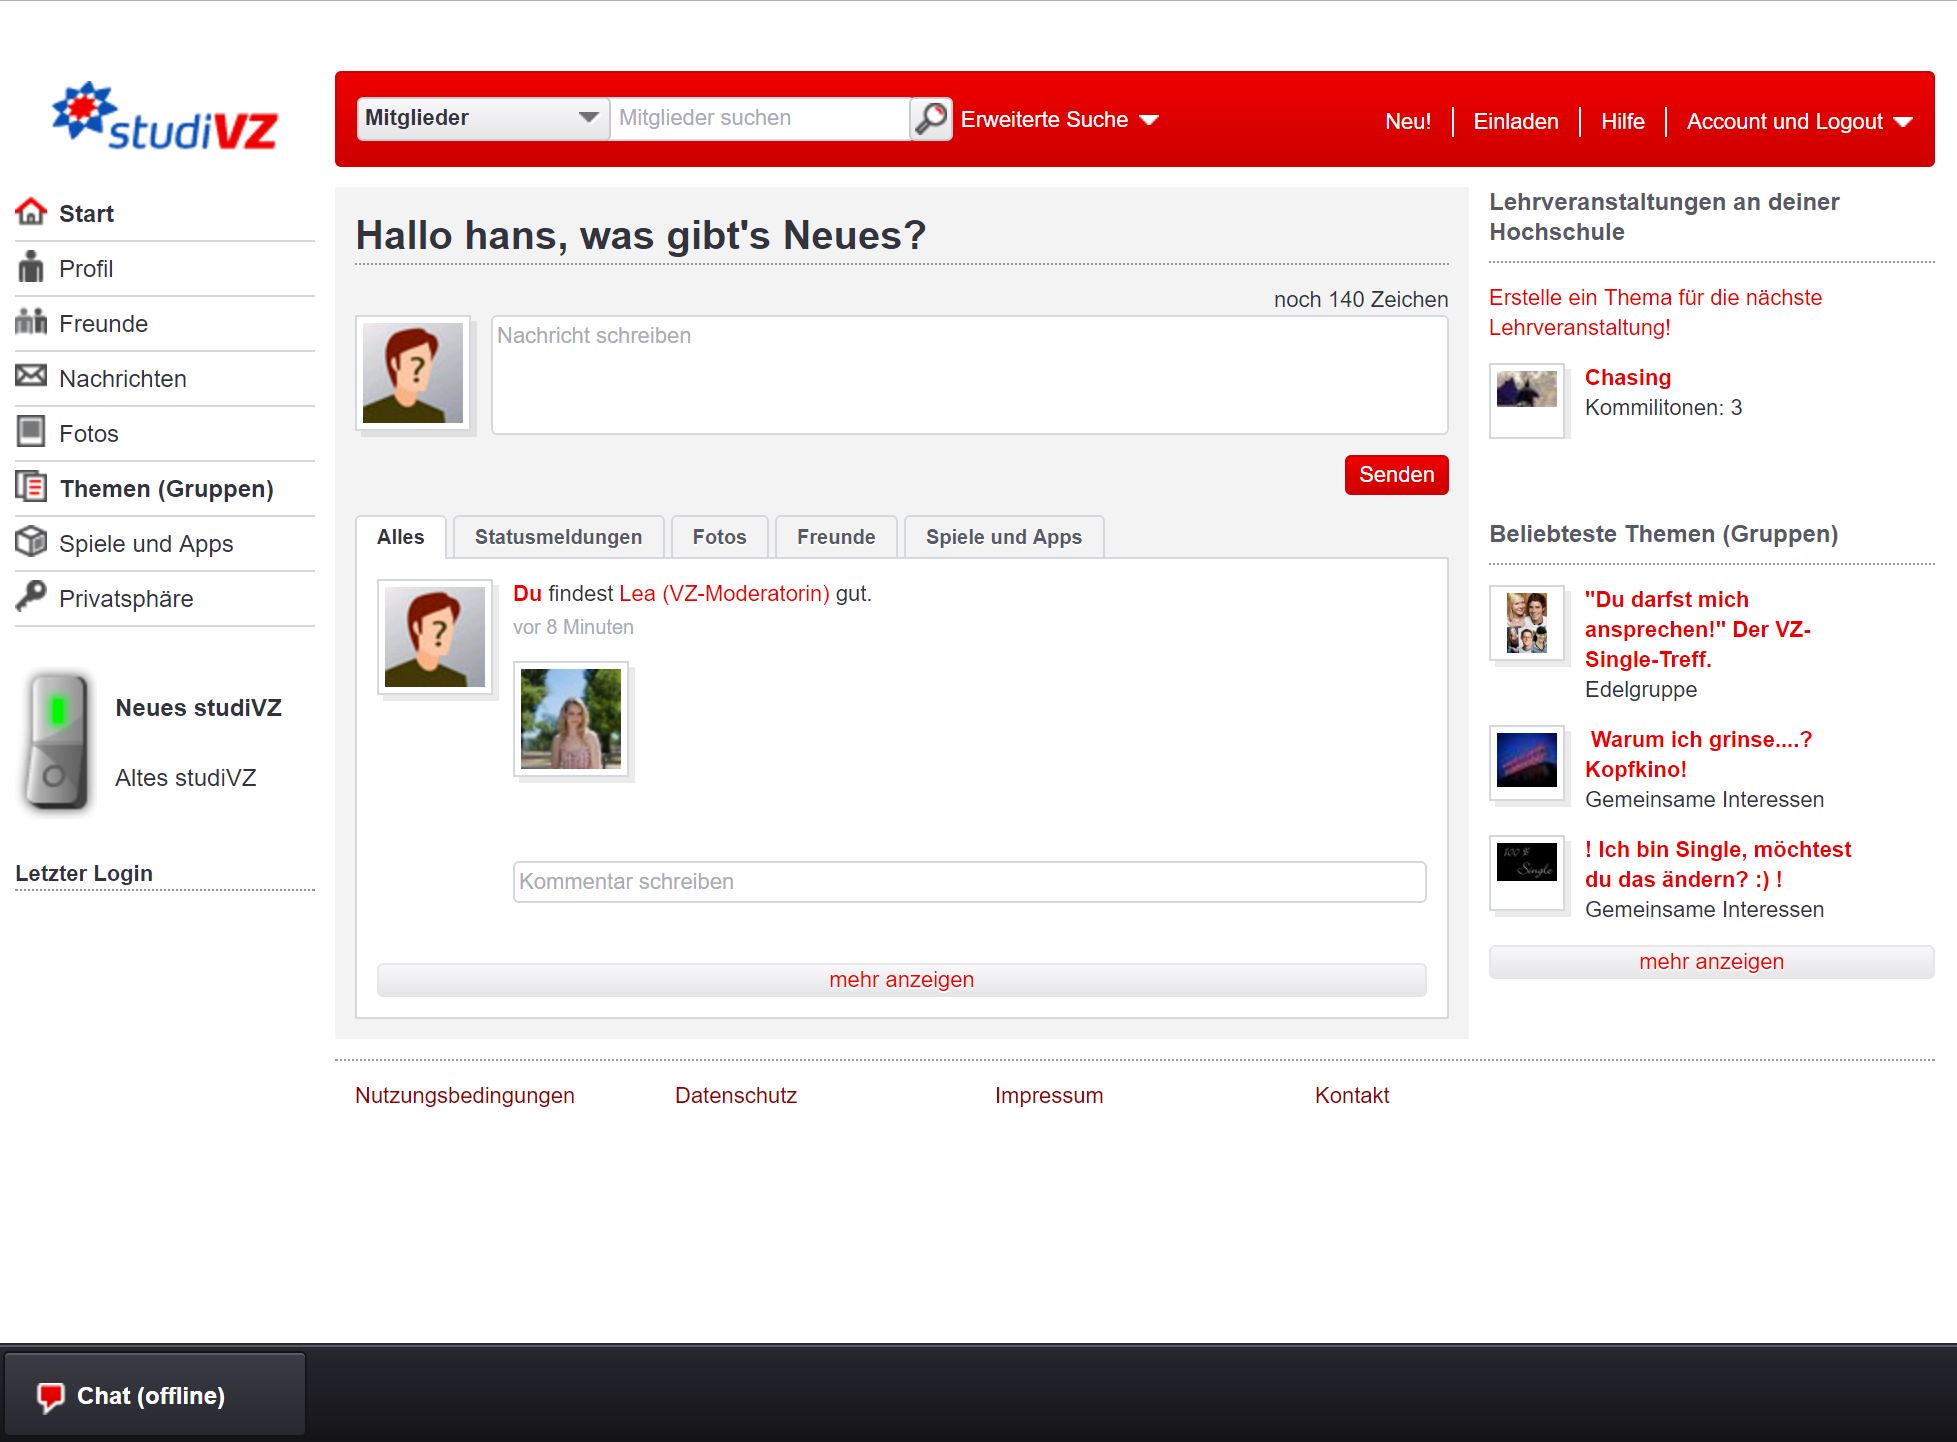 studiVZ
Mitglieder
Mitglieder suchen
Erweiterte Suche
Neu!
Einladen
Hilfe
Account und Logout
Start
Profil
Freunde
Nachrichten
Fotos
Themen (Gruppen)
Spiele und Apps
Privatsphäre
Neues studiVZ
Altes studiVZ
Letzter Login
Hallo hans, was gibt's Neues?
noch 140 Zeichen
Nachricht schreiben
Senden
Alles
Statusmeldungen
Fotos
Freunde
Spiele und Apps
Du findest Lea (VZ-Moderatorin) gut.
vor 8 Minuten
Kommentar schreiben
mehr anzeigen
Lehrveranstaltungen an deiner
Hochschule
Erstelle ein Thema für die nächste
Lehrveranstaltung!
Chasing
Kommilitonen: 3
Beliebteste Themen (Gruppen)
"Du darfst mich
ansprechen!" Der VZ-
Single-Treff.
Edelgruppe
Warum ich grinse....?
Kopfkino!
Gemeinsame Interessen
100 %
Single
! Ich bin Single, möchtest
du das ändern? :) !
Gemeinsame Interessen
mehr anzeigen
Nutzungsbedingungen
Datenschutz
Impressum
Kontakt
Chat (offline)